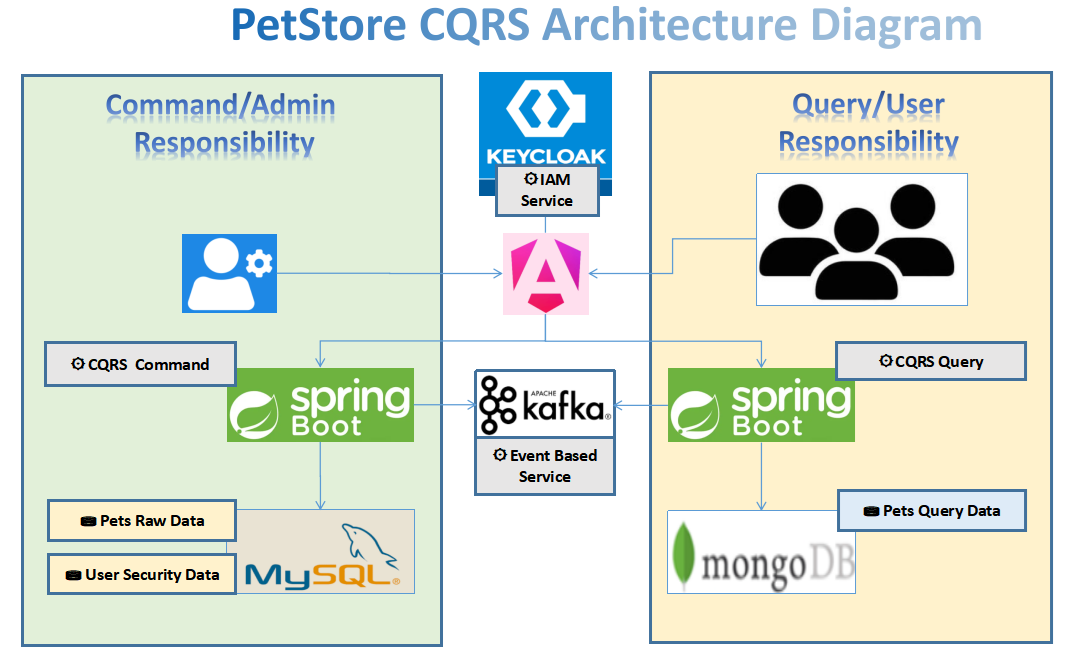 PetStore CQRS Architecture Diagram
Command/Admin
Responsibility
KEYCLOAK
IAM
Service
Query/User
Responsibility
CQRS Command
spring
Boot
APACHE
kafka®
Event Based
Service
CQRS Query
spring
Boot
Pets Raw Data
User Security Data
MySQL®
Pets Query Data
mongoDB